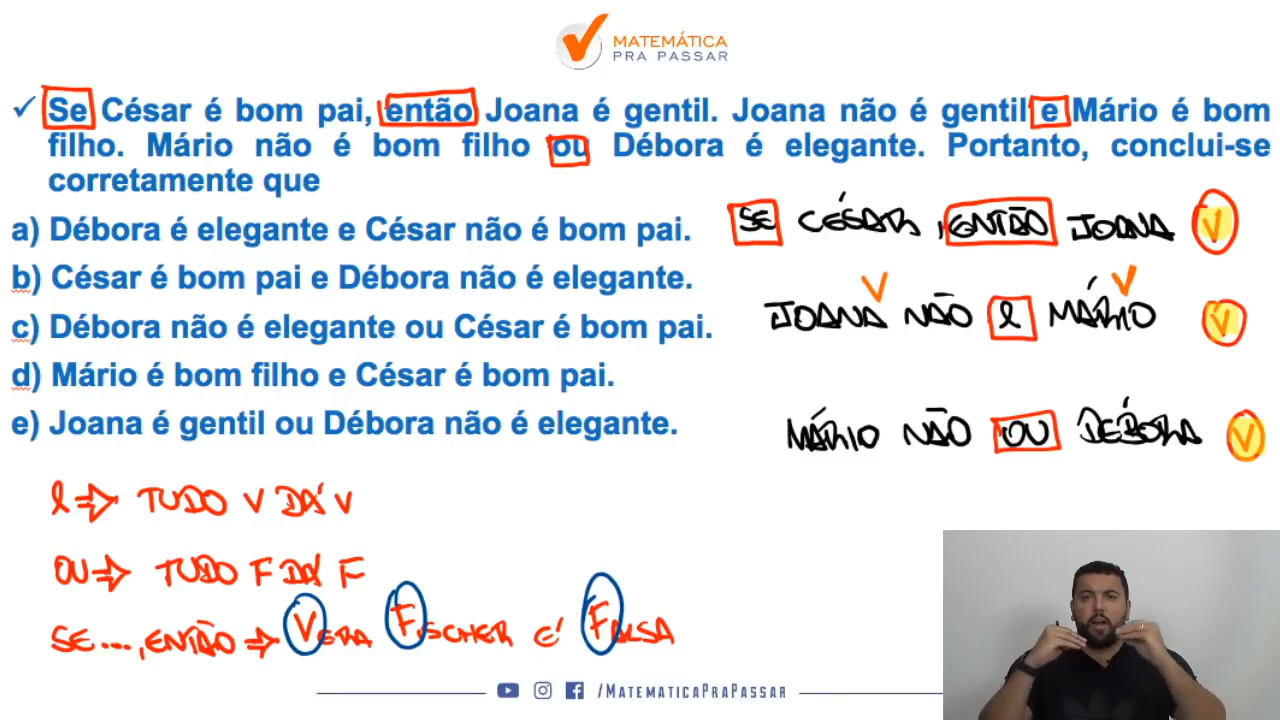 MATEMÁTICA
PRA PASSAR
✓ Se César é bom pai, então Joana é gentil. Joana não é gentil e Mário é bom
filho. Mário não é bom filho ou Débora é elegante. Portanto, conclui-se
corretamente que
a) Débora é elegante e César não é bom pai.
b) César é bom pai e Débora não é elegante.
c) Débora não é elegante ou César é bom pai.
d) Mário é bom filho e César é bom pai.
e) Joana é gentil ou Débora não é elegante.
SE CÉSAR, ENTÃO JOANA V
V V
JOANA NÃO e MÁRIO V
MÁRIO NÃO OU DÉBORA V
e => TUDO V DÁ V
OU => TUDO F DÁ F
SE ..., ENTÃO => VERA FISCHER É FALSA
/MATEMATICAPRAPASSAR